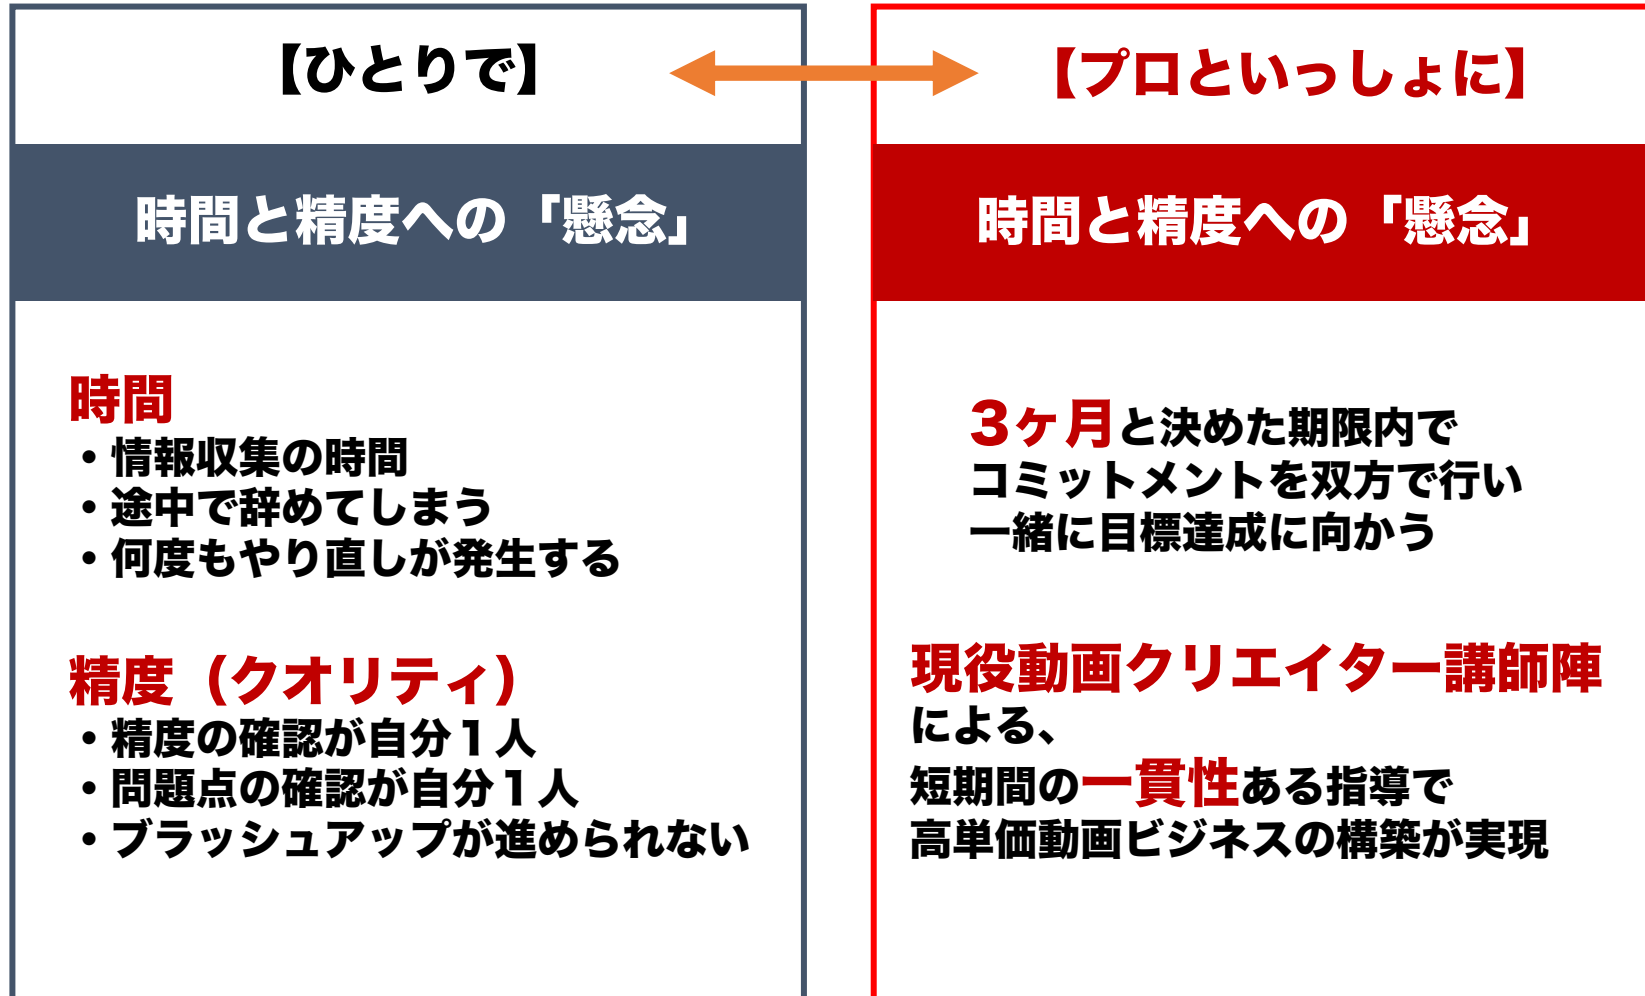 【ひとりで】
時間と精度への「懸念」
時間
・情報収集の時間
・途中で辞めてしまう
・何度もやり直しが発生する
精度（クオリティ）
・精度の確認が自分１人
・問題点の確認が自分１人
・ブラッシュアップが進められない
【プロといっしょに】
時間と精度への「懸念」
３ヶ月と決めた期限内で
コミットメントを双方で行い
一緒に目標達成に向かう
現役動画クリエイター講師陣
による、
短期間の一貫性ある指導で
高単価動画ビジネスの構築が実現